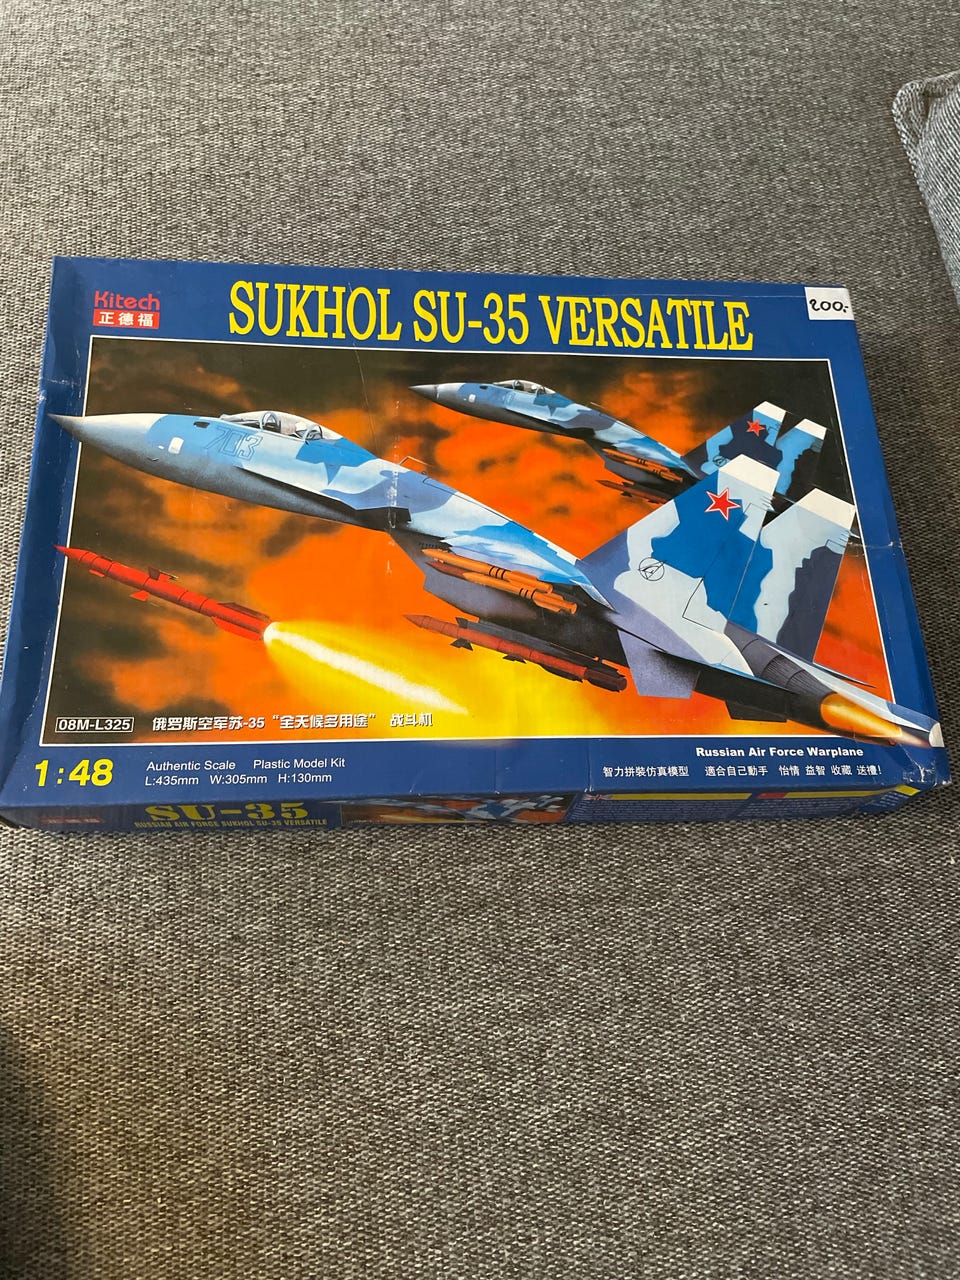 Kitech
正德福
SUKHOL SU-35 VERSATILE
200.-
703
08M-L325
俄罗斯空军苏-35 “全天候多用途” 战斗机
1:48
Authentic Scale Plastic Model Kit
L:435mm W:305mm H:130mm
Russian Air Force Warplane
智力拼裝仿真模型 適合自己動手 怡情 益智 收藏 送禮!
SU-35
RUSSIAN AIR FORCE SUKHOL SU-35 VERSATILE